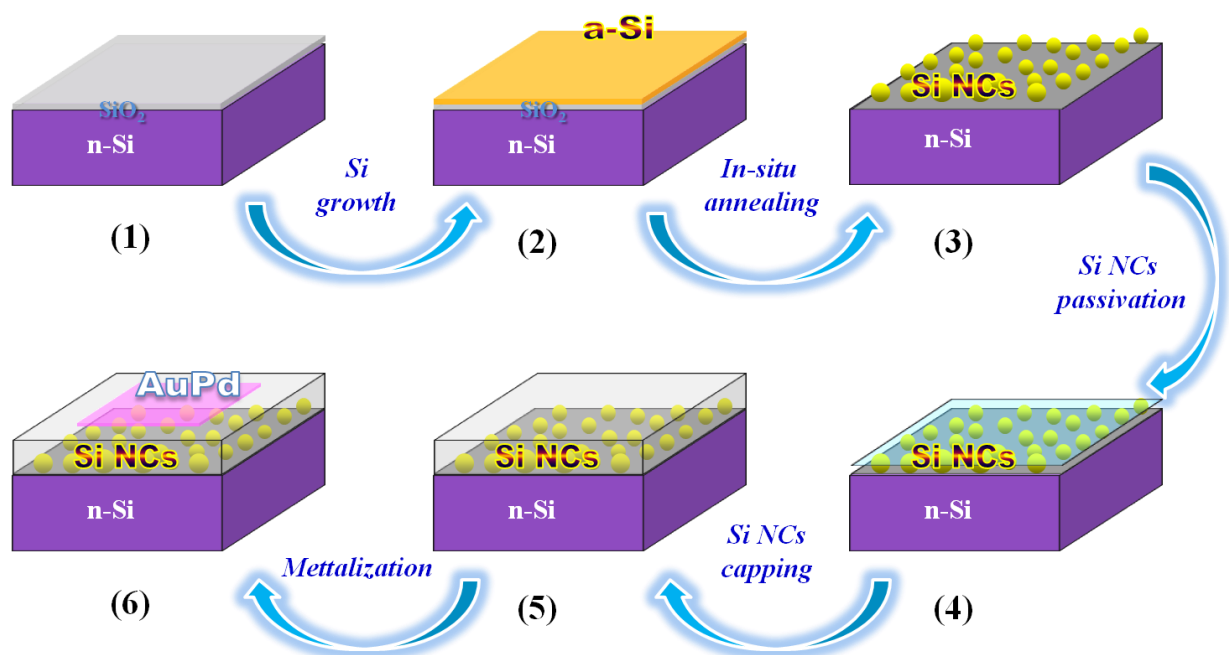 SiO₂
n-Si
(1)
Si
growth
a-Si
SiO₂
n-Si
(2)
In-situ
annealing
Si NCs
n-Si
(3)
Si NCs
passivation
Si NCs
n-Si
(4)
Si NCs
capping
Si NCs
n-Si
(5)
Mettalization
AuPd
Si NCs
n-Si
(6)